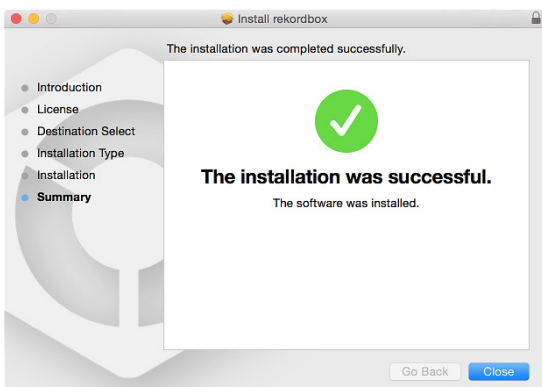 Install rekordbox
The installation was completed successfully.
Introduction
License
Destination Select
Installation Type
Installation
Summary
The installation was successful.
The software was installed.
Go Back
Close